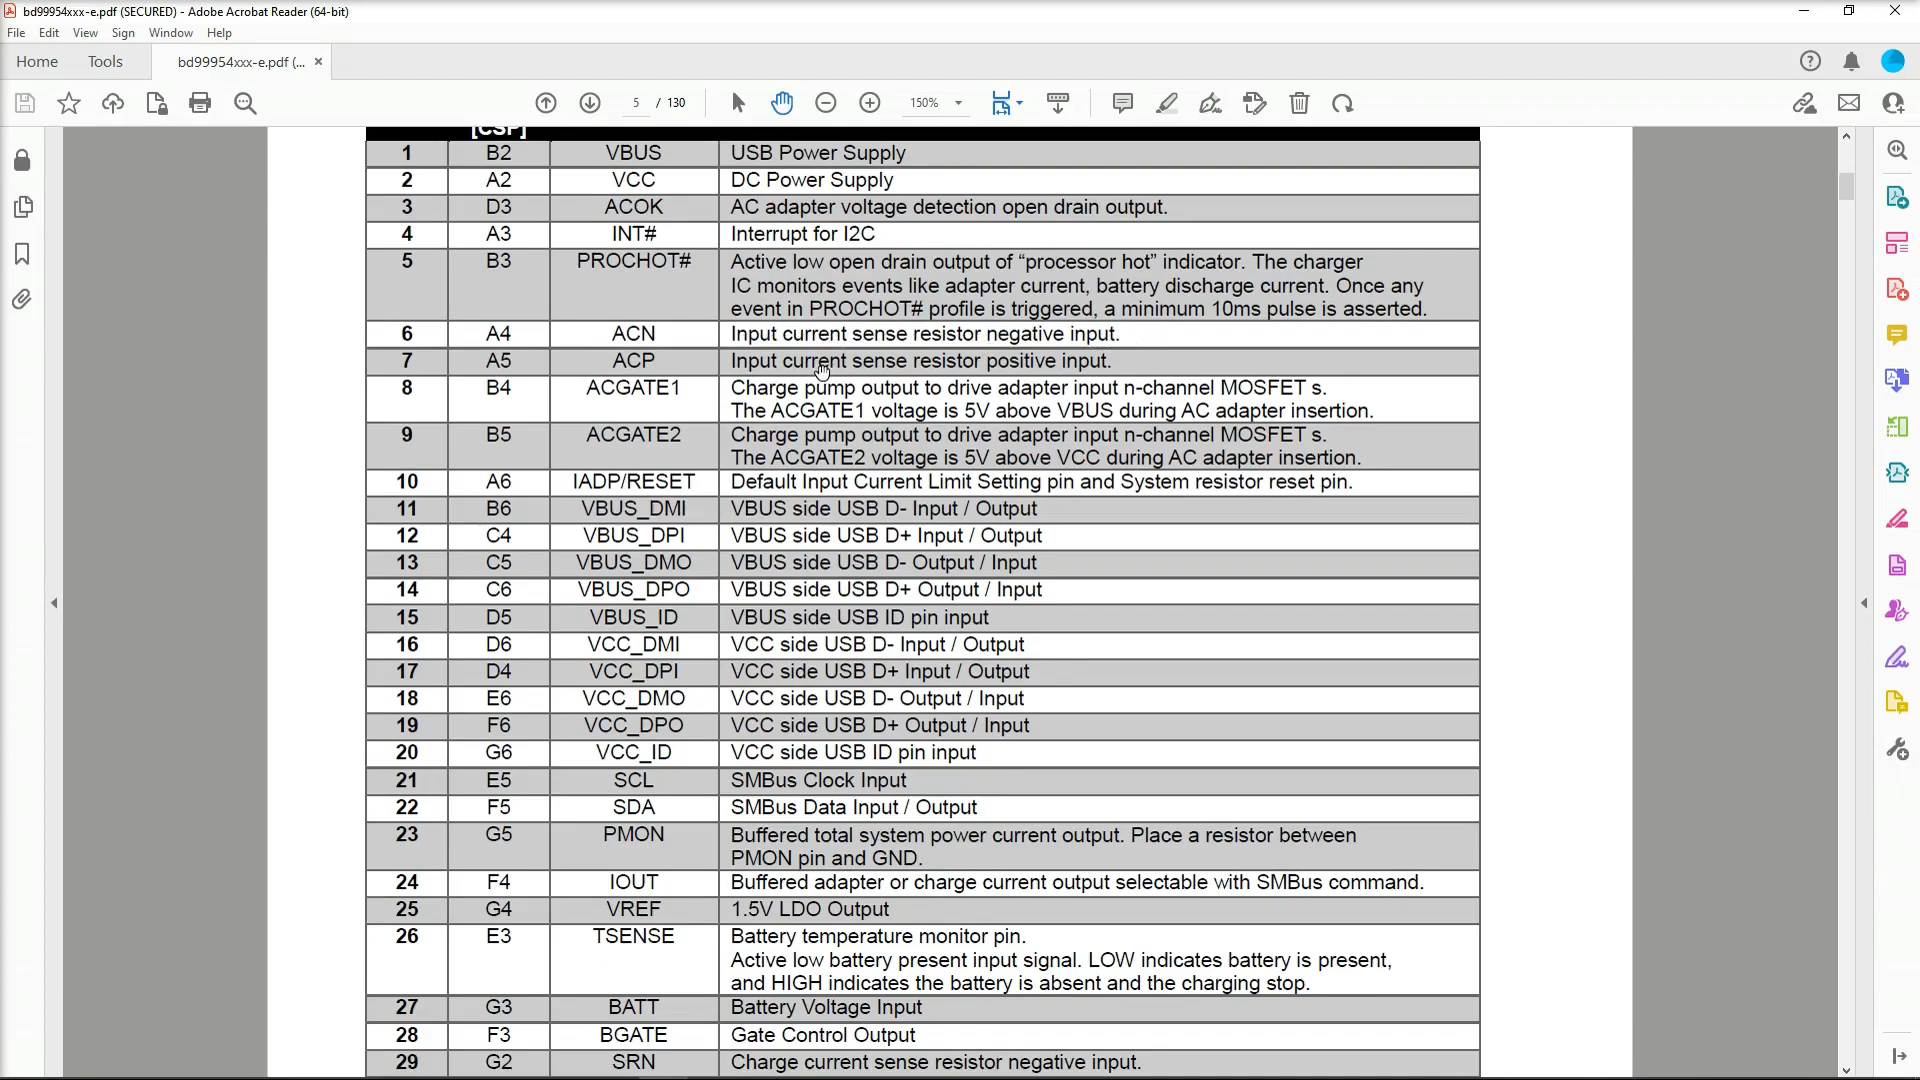 bd99954xxx-e.pdf (SECURED) - Adobe Acrobat Reader (64-bit)
File Edit View Sign Window Help
Home Tools bd99954xxx-e.pdf (... ×
5 / 130 150%
[CSP]
1 B2 VBUS USB Power Supply
2 A2 VCC DC Power Supply
3 D3 ACOK AC adapter voltage detection open drain output.
4 A3 INT# Interrupt for I2C
5 B3 PROCHOT# Active low open drain output of “processor hot” indicator. The charger
IC monitors events like adapter current, battery discharge current. Once any
event in PROCHOT# profile is triggered, a minimum 10ms pulse is asserted.
6 A4 ACN Input current sense resistor negative input.
7 A5 ACP Input current sense resistor positive input.
8 B4 ACGATE1 Charge pump output to drive adapter input n-channel MOSFET s.
The ACGATE1 voltage is 5V above VBUS during AC adapter insertion.
9 B5 ACGATE2 Charge pump output to drive adapter input n-channel MOSFET s.
The ACGATE2 voltage is 5V above VCC during AC adapter insertion.
10 A6 IADP/RESET Default Input Current Limit Setting pin and System resistor reset pin.
11 B6 VBUS_DMI VBUS side USB D- Input / Output
12 C4 VBUS_DPI VBUS side USB D+ Input / Output
13 C5 VBUS_DMO VBUS side USB D- Output / Input
14 C6 VBUS_DPO VBUS side USB D+ Output / Input
15 D5 VBUS_ID VBUS side USB ID pin input
16 D6 VCC_DMI VCC side USB D- Input / Output
17 D4 VCC_DPI VCC side USB D+ Input / Output
18 E6 VCC_DMO VCC side USB D- Output / Input
19 F6 VCC_DPO VCC side USB D+ Output / Input
20 G6 VCC_ID VCC side USB ID pin input
21 E5 SCL SMBus Clock Input
22 F5 SDA SMBus Data Input / Output
23 G5 PMON Buffered total system power current output. Place a resistor between
PMON pin and GND.
24 F4 IOUT Buffered adapter or charge current output selectable with SMBus command.
25 G4 VREF 1.5V LDO Output
26 E3 TSENSE Battery temperature monitor pin.
Active low battery present input signal. LOW indicates battery is present,
and HIGH indicates the battery is absent and the charging stop.
27 G3 BATT Battery Voltage Input
28 F3 BGATE Gate Control Output
29 G2 SRN Charge current sense resistor negative input.